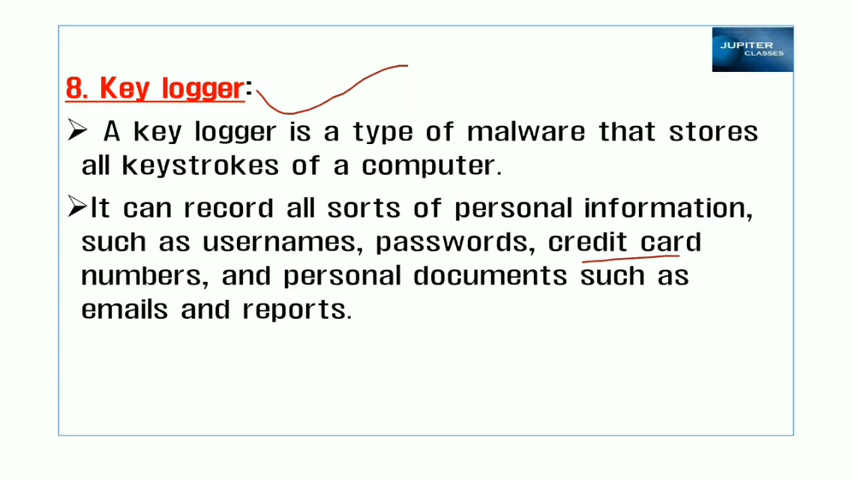 JUPITER
CLASSES
8. Key logger:
➢ A key logger is a type of malware that stores
all keystrokes of a computer.
➢It can record all sorts of personal information,
such as usernames, passwords, credit card
numbers, and personal documents such as
emails and reports.